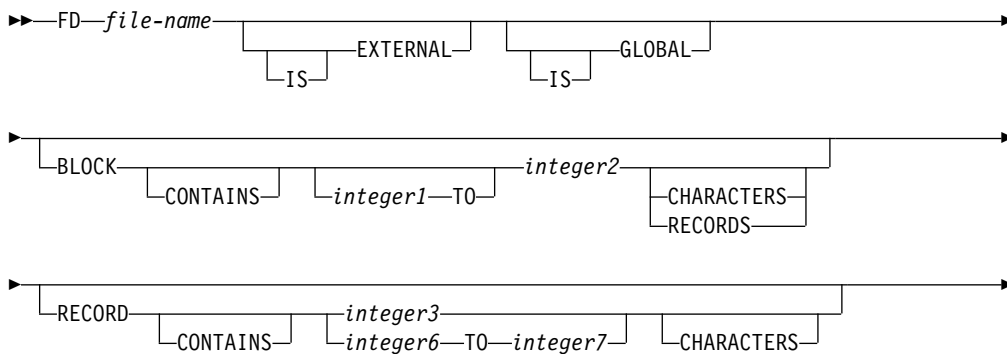 FD file-name EXTERNAL GLOBAL
IS IS
BLOCK integer2
CONTAINS integer1 TO CHARACTERS
RECORDS
RECORD integer3
CONTAINS integer6 TO integer7 CHARACTERS